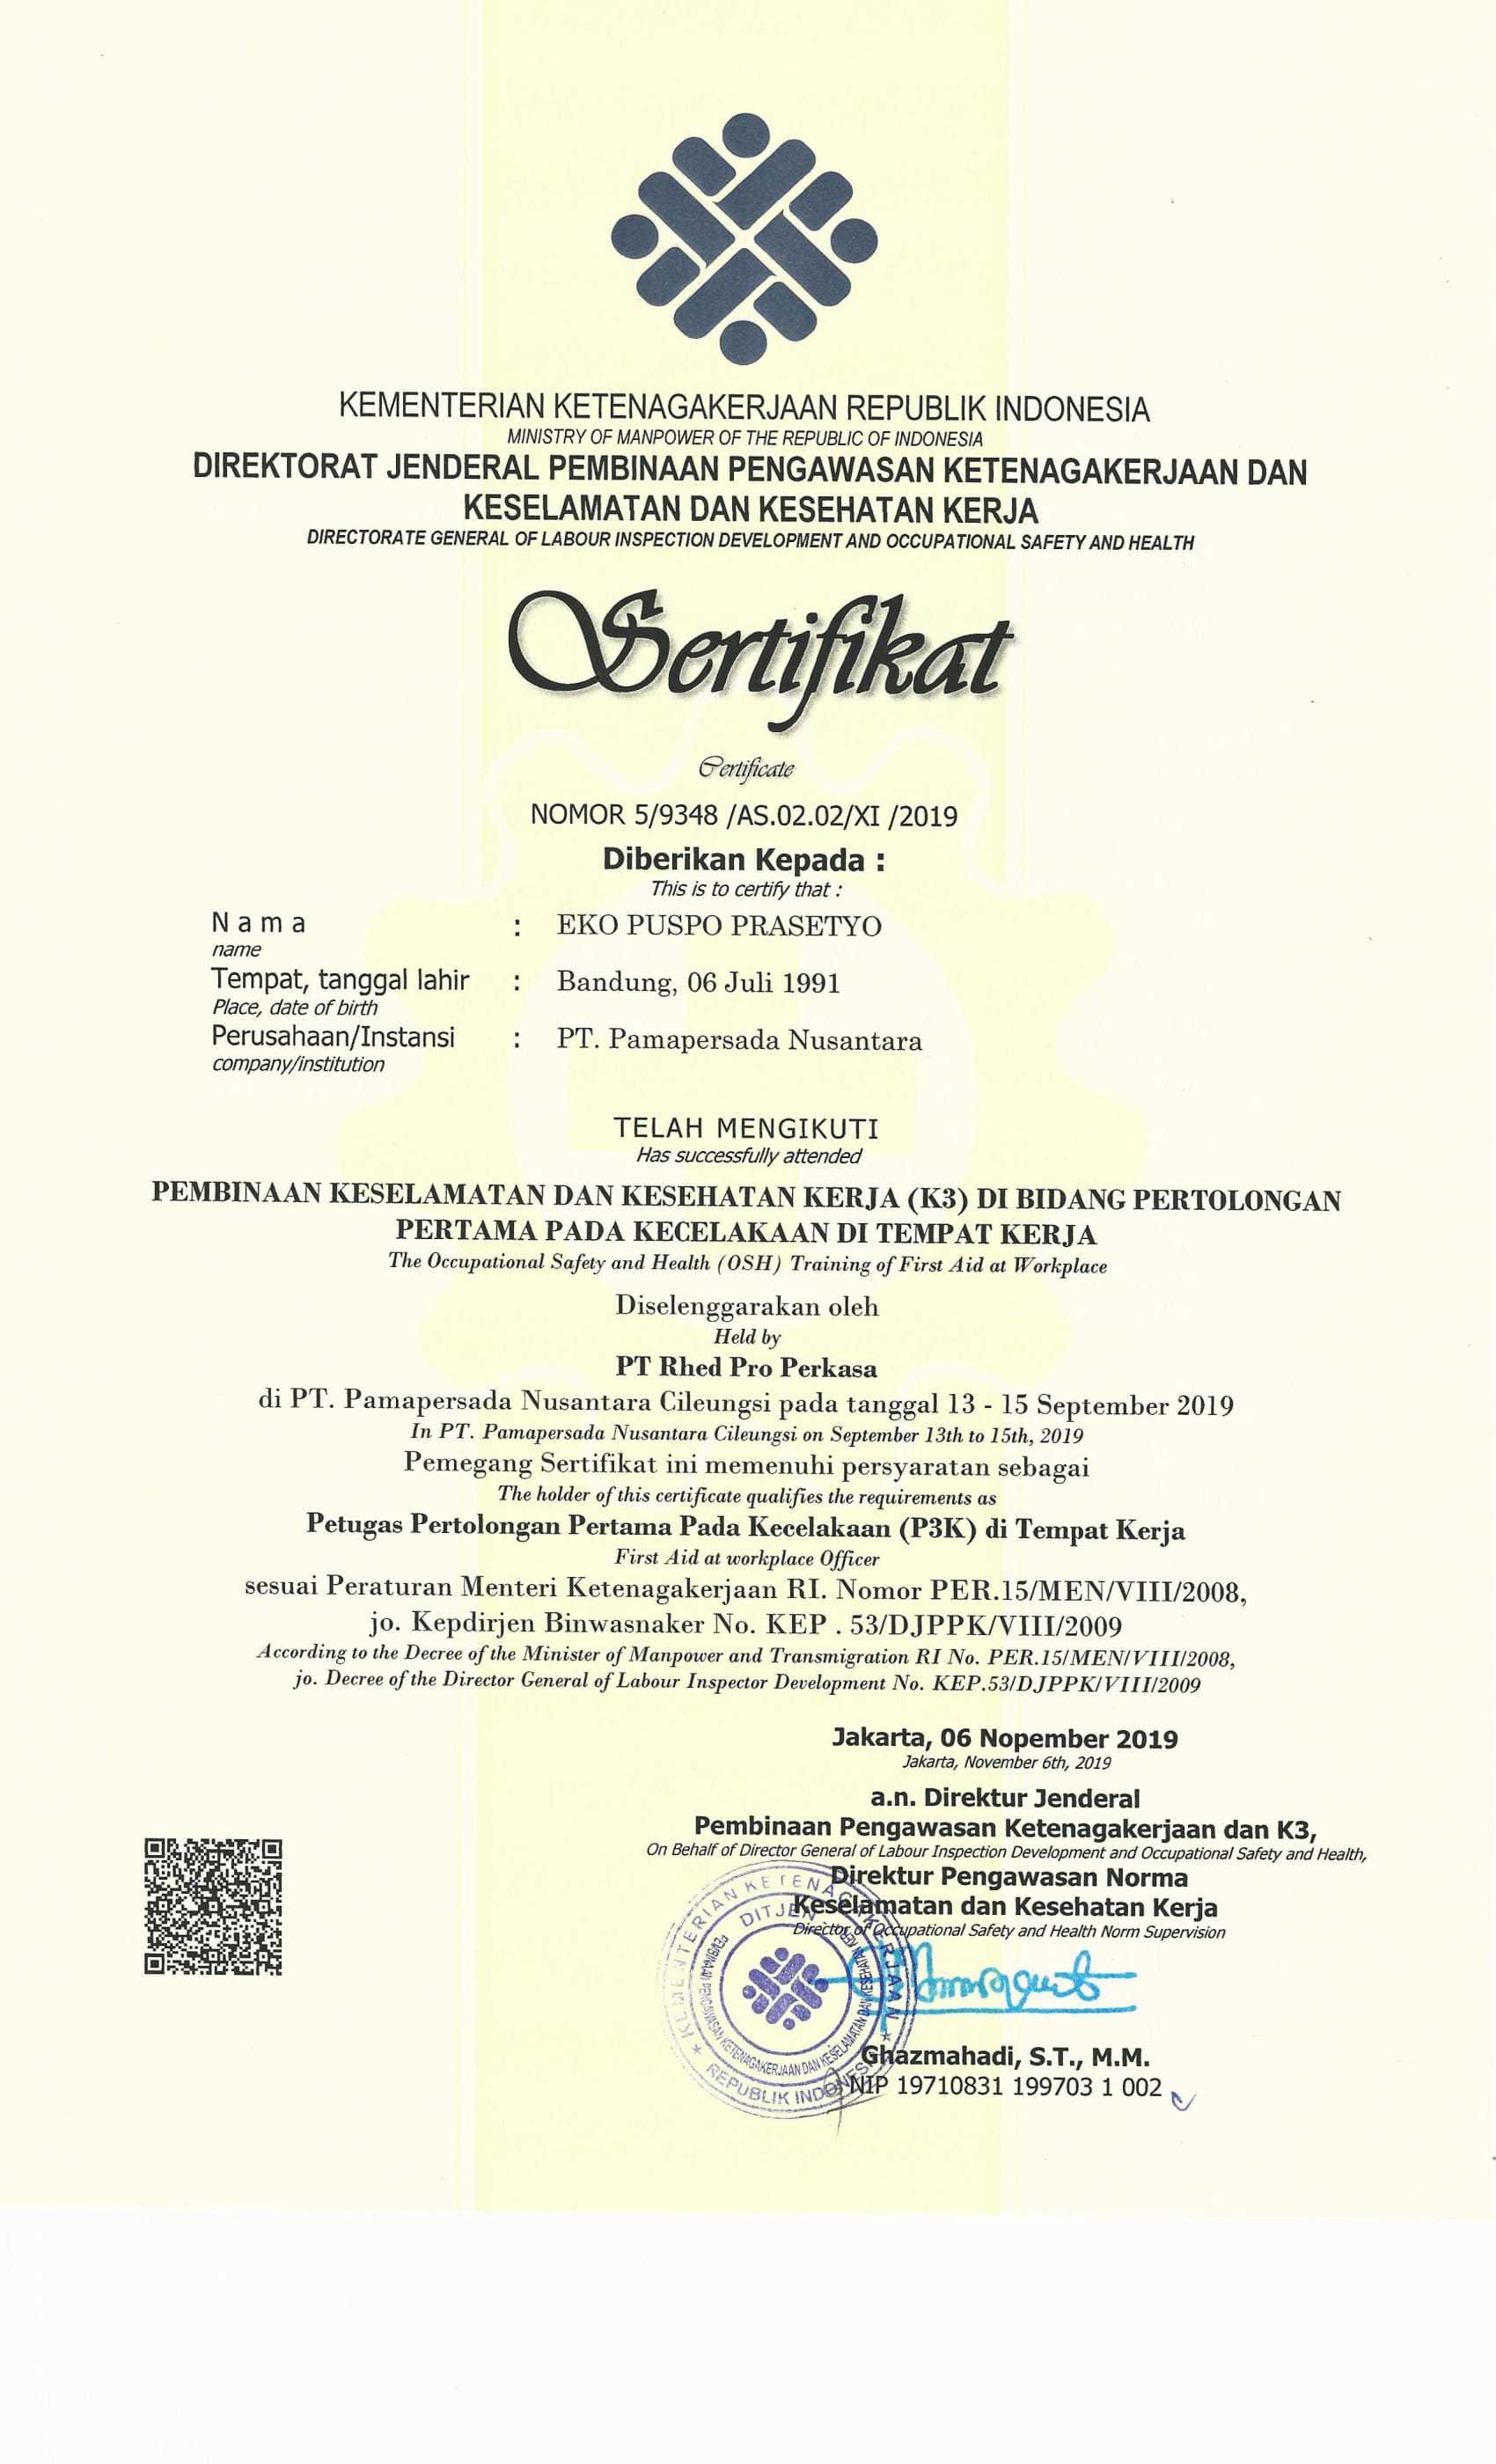 KEMENTERIAN KETENAGAKERJAAN REPUBLIK INDONESIA
MINISTRY OF MANPOWER OF THE REPUBLIC OF INDONESIA
DIREKTORAT JENDERAL PEMBINAAN PENGAWASAN KETENAGAKERJAAN DAN
KESELAMATAN DAN KESEHATAN KERJA
DIRECTORATE GENERAL OF LABOUR INSPECTION DEVELOPMENT AND OCCUPATIONAL SAFETY AND HEALTH
Sertifikat
Certificate
NOMOR 5/9348 /AS.02.02/XI /2019
Diberikan Kepada :
This is to certify that :
N a m a : EKO PUSPO PRASETYO
name
Tempat, tanggal lahir : Bandung, 06 Juli 1991
Place, date of birth
Perusahaan/Instansi : PT. Pamapersada Nusantara
company/institution
TELAH MENGIKUTI
Has successfully attended
PEMBINAAN KESELAMATAN DAN KESEHATAN KERJA (K3) DI BIDANG PERTOLONGAN
PERTAMA PADA KECELAKAAN DI TEMPAT KERJA
The Occupational Safety and Health (OSH) Training of First Aid at Workplace
Diselenggarakan oleh
Held by
PT Rhed Pro Perkasa
di PT. Pamapersada Nusantara Cileungsi pada tanggal 13 - 15 September 2019
In PT. Pamapersada Nusantara Cileungsi on September 13th to 15th, 2019
Pemegang Sertifikat ini memenuhi persyaratan sebagai
The holder of this certificate qualifies the requirements as
Petugas Pertolongan Pertama Pada Kecelakaan (P3K) di Tempat Kerja
First Aid at workplace Officer
sesuai Peraturan Menteri Ketenagakerjaan RI. Nomor PER.15/MEN/VIII/2008,
jo. Kepdirjen Binwasnaker No. KEP . 53/DJPPK/VIII/2009
According to the Decree of the Minister of Manpower and Transmigration RI No. PER.15/MEN/VIII/2008,
jo. Decree of the Director General of Labour Inspector Development No. KEP.53/DJPPK/VIII/2009
Jakarta, 06 Nopember 2019
Jakarta, November 6th, 2019
a.n. Direktur Jenderal
Pembinaan Pengawasan Ketenagakerjaan dan K3,
On Behalf of Director General of Labour Inspection Development and Occupational Safety and Health,
Direktur Pengawasan Norma
Keselamatan dan Kesehatan Kerja
Director of Occupational Safety and Health Norm Supervision
KEMENTERIAN KETENAGAKERJAAN
REPUBLIK INDONESIA
DITJEN
PEMBINAAN PENGAWASAN KETENAGAKERJAAN DAN KESELAMATAN DAN KESEHATAN KERJA
Ghazmahadi, S.T., M.M.
NIP 19710831 199703 1 002